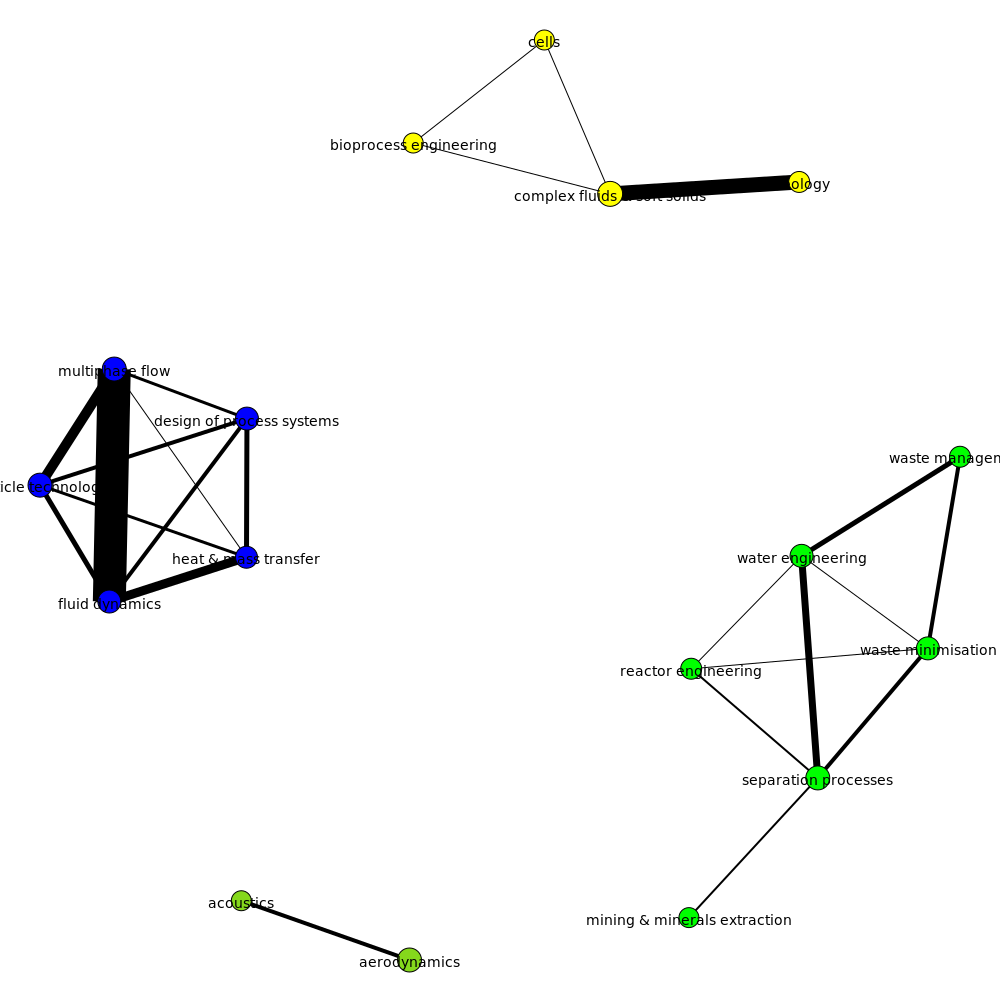 cells
bioprocess engineering
complex fluids & soft solids
ology
multiphase flow
design of process systems
icle technolog
heat & mass transfer
fluid dynamics
waste managen
water engineering
waste minimisation
reactor engineering
separation processes
acoustics
mining & minerals extraction
aerodynamics